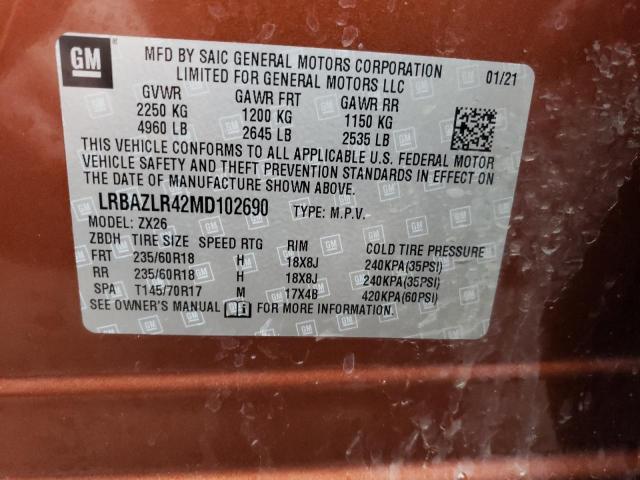 GM
MFD BY SAIC GENERAL MOTORS CORPORATION
LIMITED FOR GENERAL MOTORS LLC
01/21
GVWR GAWR FRT GAWR RR
2250 KG 1200 KG 1150 KG
4960 LB 2645 LB 2535 LB
THIS VEHICLE CONFORMS TO ALL APPLICABLE U.S. FEDERAL MOTOR
VEHICLE SAFETY AND THEFT PREVENTION STANDARDS IN EFFECT ON
THE DATE OF MANUFACTURE SHOWN ABOVE.
LRBAZLR42MD102690 TYPE: M.P.V.
MODEL: ZX26
ZBDH TIRE SIZE SPEED RTG RIM COLD TIRE PRESSURE
FRT 235/60R18 H 18X8J 240KPA(35PSI)
RR 235/60R18 H 18X8J 240KPA(35PSI)
SPA T145/70R17 M 17X4B 420KPA(60PSI)
SEE OWNER'S MANUAL FOR MORE INFORMATION